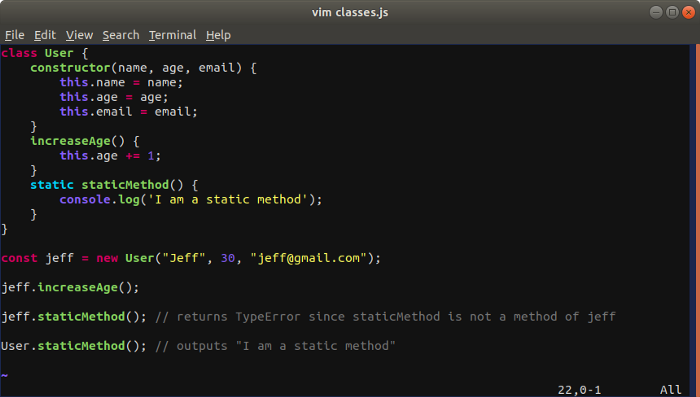 vim classes.js
File Edit View Search Terminal Help
class User {
    constructor(name, age, email) {
        this.name = name;
        this.age = age;
        this.email = email;
    }
    increaseAge() {
        this.age += 1;
    }
    static staticMethod() {
        console.log('I am a static method');
    }
}
const jeff = new User("Jeff", 30, "jeff@gmail.com");
jeff.increaseAge();
jeff.staticMethod(); // returns TypeError since staticMethod is not a method of jeff
User.staticMethod(); // outputs "I am a static method"
~
22,0-1 All